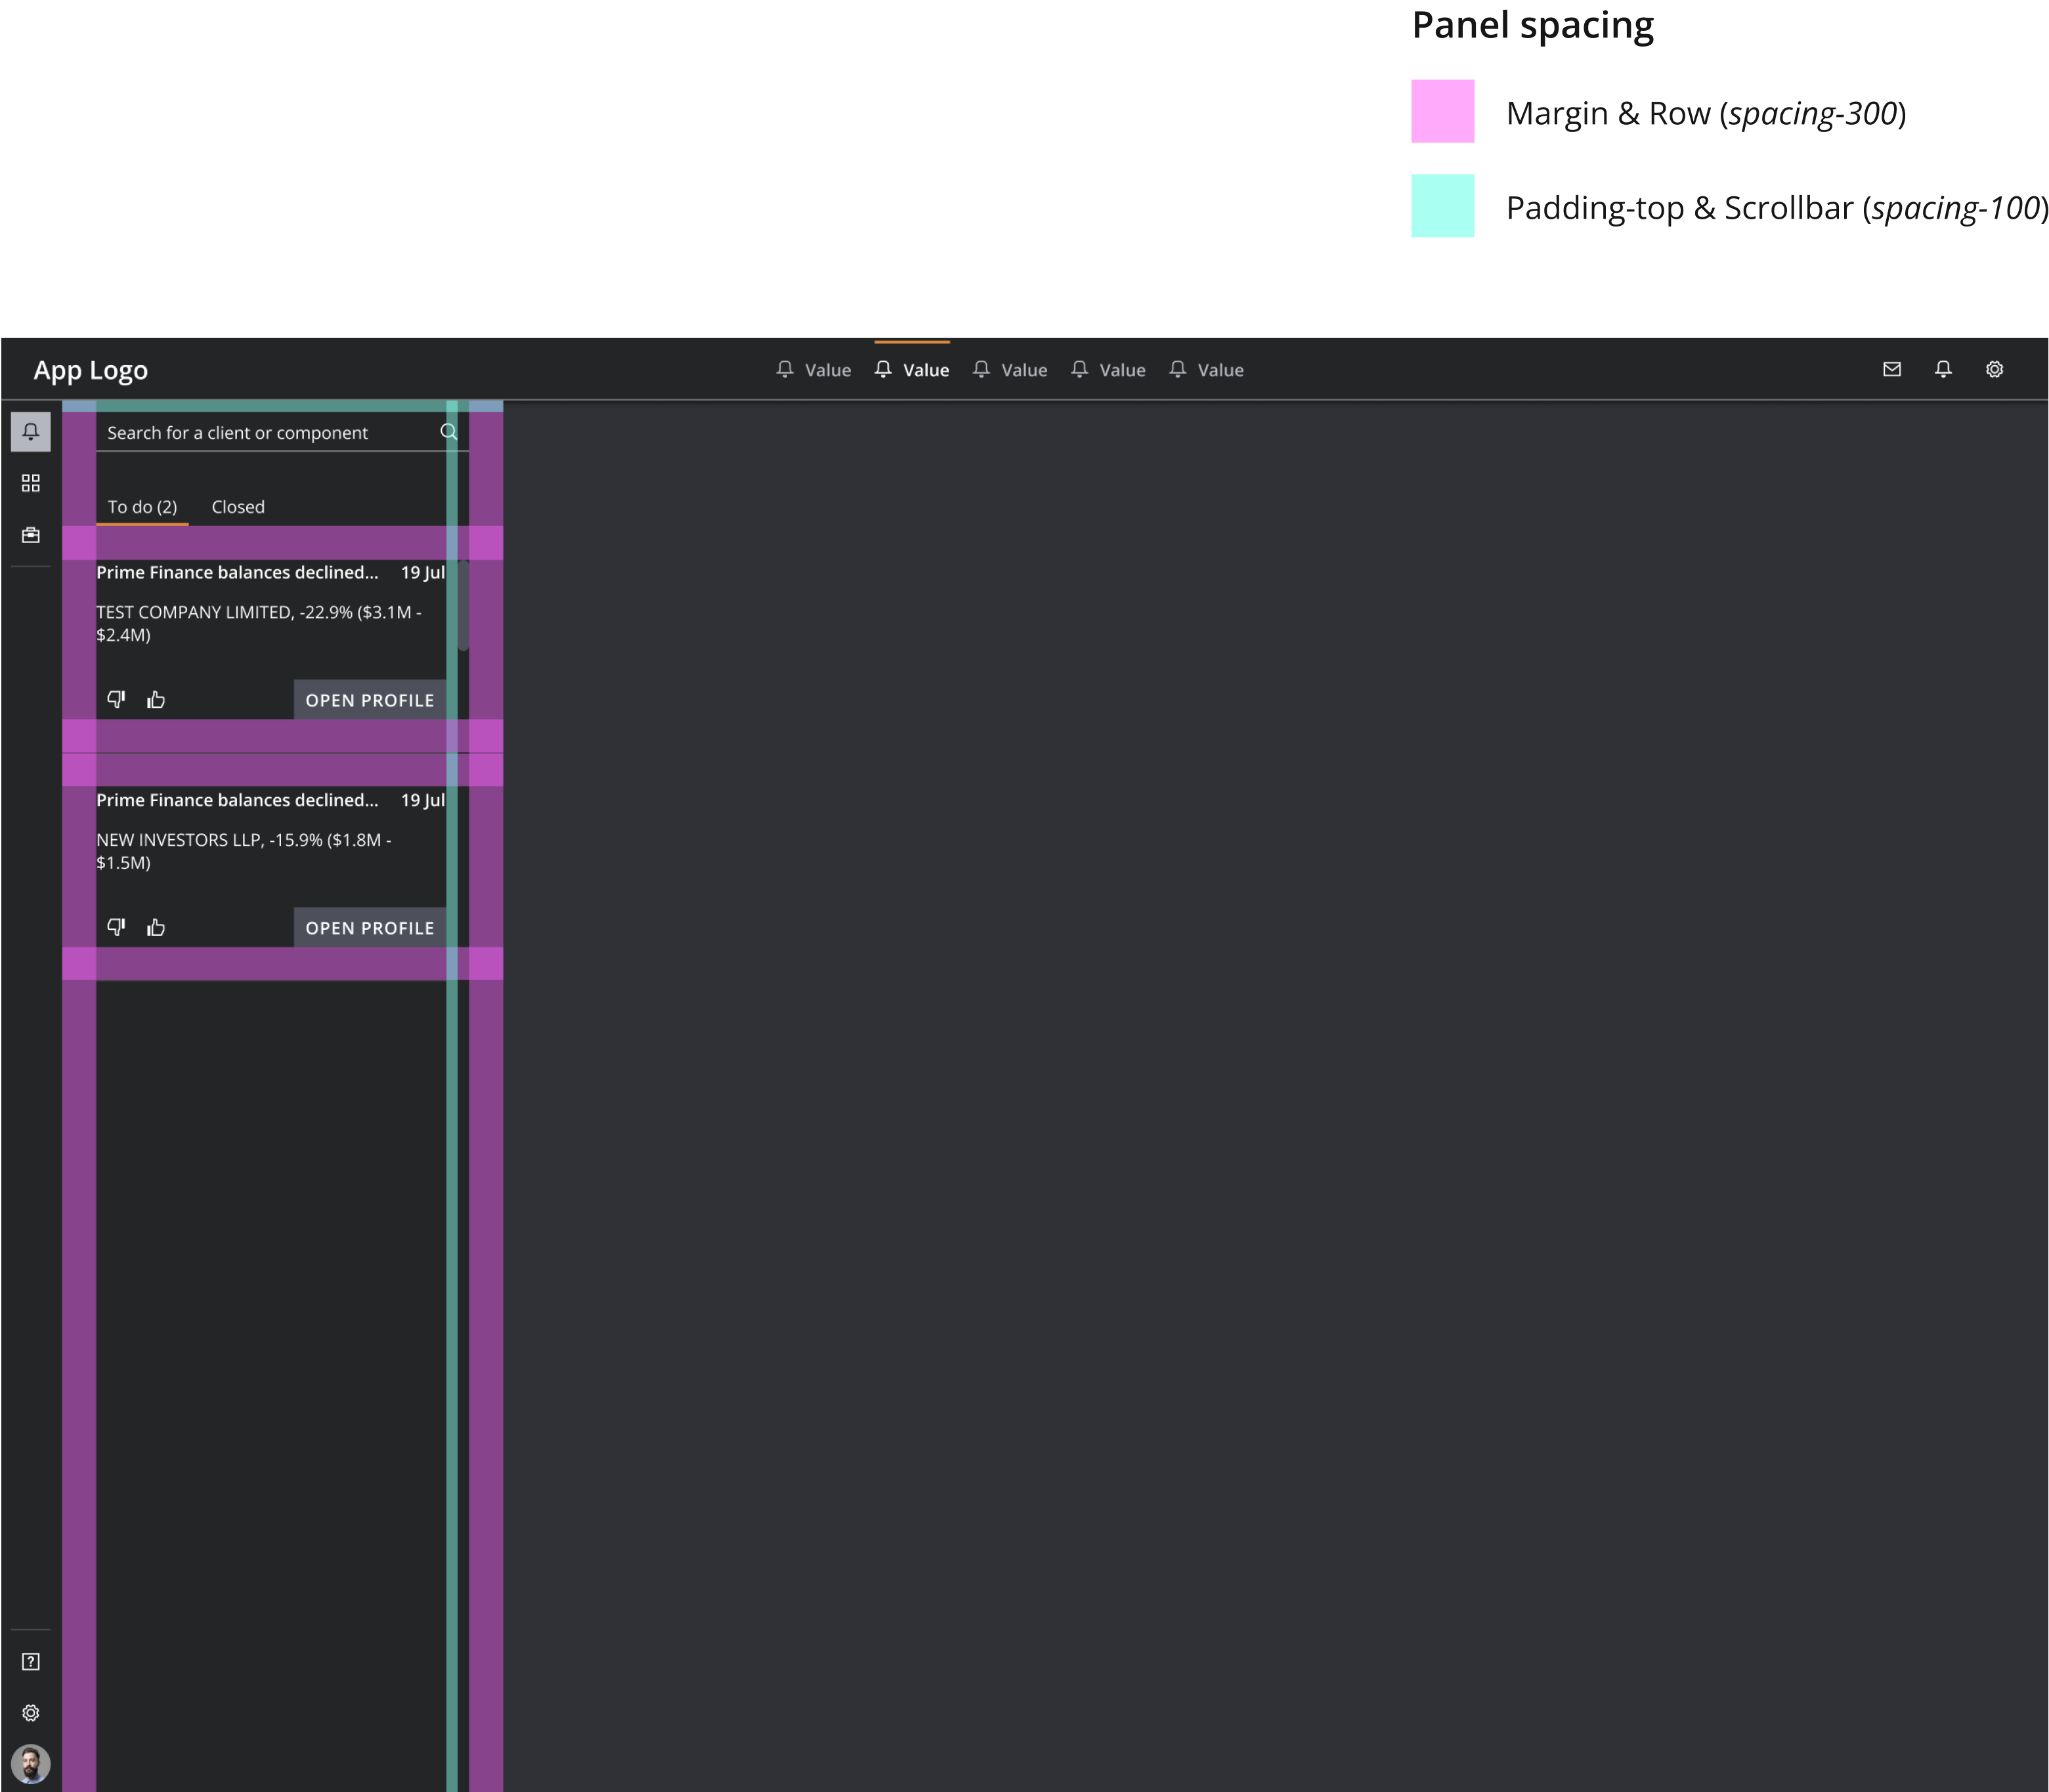 Panel spacing
Margin & Row (spacing-300)
Padding-top & Scrollbar (spacing-100)
App Logo
Value
Value
Value
Value
Value
Search for a client or component
To do (2)
Closed
Prime Finance balances declined...
19 Jul
TEST COMPANY LIMITED, -22.9% ($3.1M -
$2.4M)
OPEN PROFILE
Prime Finance balances declined...
19 Jul
NEW INVESTORS LLP, -15.9% ($1.8M -
$1.5M)
OPEN PROFILE